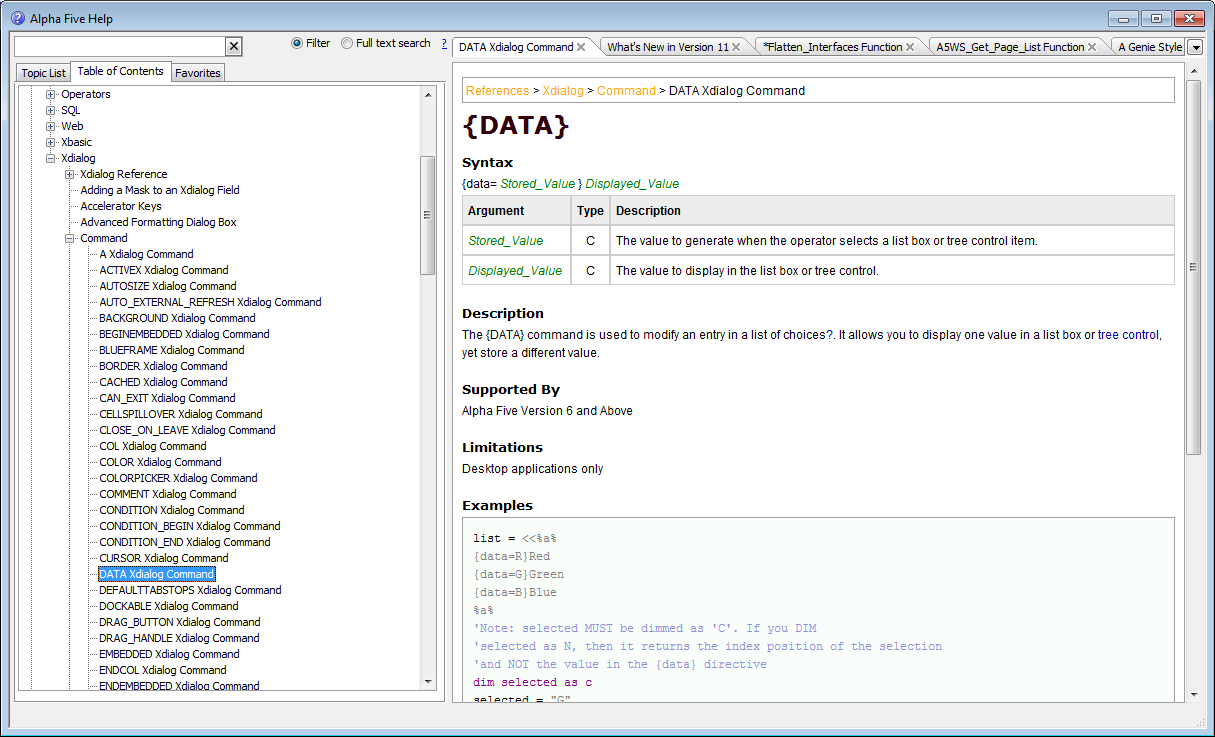 Alpha Five Help
Filter Full text search ?
Topic List Table of Contents Favorites
Operators
SQL
Web
Xbasic
Xdialog
Xdialog Reference
Adding a Mask to an Xdialog Field
Accelerator Keys
Advanced Formatting Dialog Box
Command
A Xdialog Command
ACTIVEX Xdialog Command
AUTOSIZE Xdialog Command
AUTO_EXTERNAL_REFRESH Xdialog Command
BACKGROUND Xdialog Command
BEGINEMBEDDED Xdialog Command
BLUEFRAME Xdialog Command
BORDER Xdialog Command
CACHED Xdialog Command
CAN_EXIT Xdialog Command
CELLSPILLOVER Xdialog Command
CLOSE_ON_LEAVE Xdialog Command
COL Xdialog Command
COLOR Xdialog Command
COLORPICKER Xdialog Command
COMMENT Xdialog Command
CONDITION Xdialog Command
CONDITION_BEGIN Xdialog Command
CONDITION_END Xdialog Command
CURSOR Xdialog Command
DATA Xdialog Command
DEFAULTTABSTOPS Xdialog Command
DOCKABLE Xdialog Command
DRAG_BUTTON Xdialog Command
DRAG_HANDLE Xdialog Command
EMBEDDED Xdialog Command
ENDCOL Xdialog Command
ENDEMBEDDED Xdialog Command
DATA Xdialog Command What's New in Version 11 *Flatten_Interfaces Function A5WS_Get_Page_List Function A Genie Style
References > Xdialog > Command > DATA Xdialog Command
{DATA}
Syntax
{data= Stored_Value } Displayed_Value
Argument Type Description
Stored_Value C The value to generate when the operator selects a list box or tree control item.
Displayed_Value C The value to display in the list box or tree control.
Description
The {DATA} command is used to modify an entry in a list of choices?. It allows you to display one value in a list box or tree control,
yet store a different value.
Supported By
Alpha Five Version 6 and Above
Limitations
Desktop applications only
Examples
list = <<%a%
{data=R}Red
{data=G}Green
{data=B}Blue
%a%
'Note: selected MUST be dimmed as 'C'. If you DIM
'selected as N, then it returns the index position of the selection
'and NOT the value in the {data} directive
dim selected as c
selected = "G"